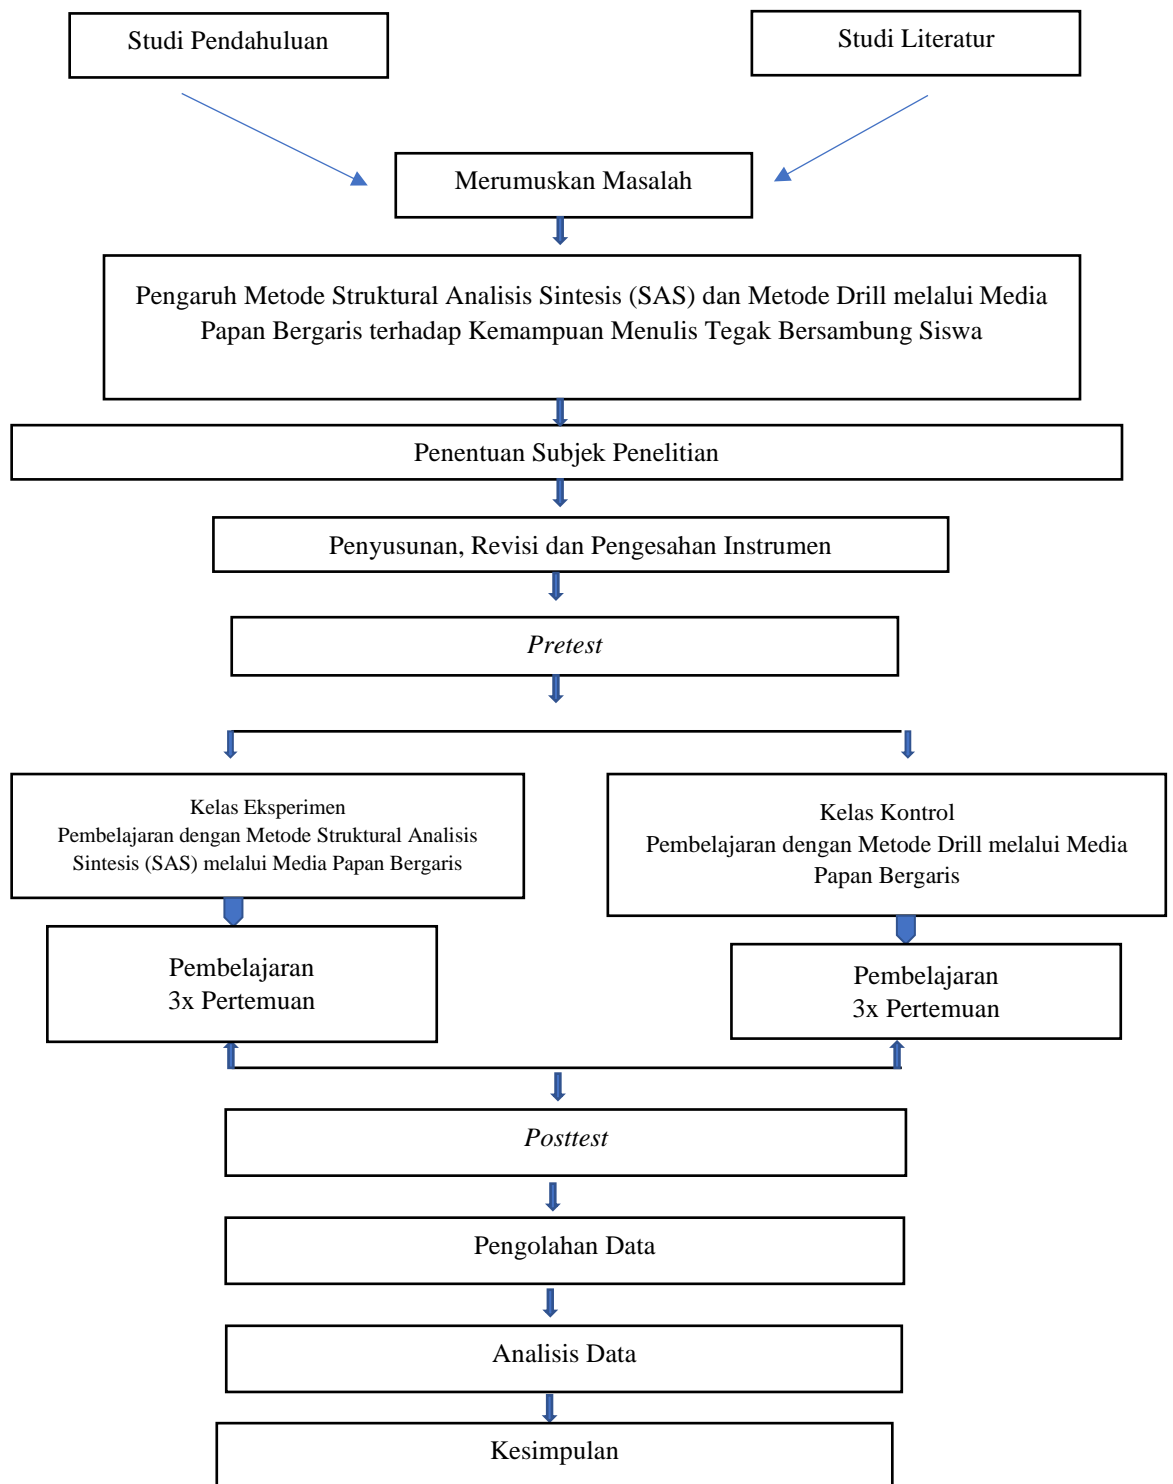 Studi Pendahuluan
Studi Literatur
Merumuskan Masalah
Pengaruh Metode Struktural Analisis Sintesis (SAS) dan Metode Drill melalui Media
Papan Bergaris terhadap Kemampuan Menulis Tegak Bersambung Siswa
Penentuan Subjek Penelitian
Penyusunan, Revisi dan Pengesahan Instrumen
Pretest
Kelas Eksperimen
Pembelajaran dengan Metode Struktural Analisis
Sintesis (SAS) melalui Media Papan Bergaris
Kelas Kontrol
Pembelajaran dengan Metode Drill melalui Media
Papan Bergaris
Pembelajaran
3x Pertemuan
Pembelajaran
3x Pertemuan
Posttest
Pengolahan Data
Analisis Data
Kesimpulan